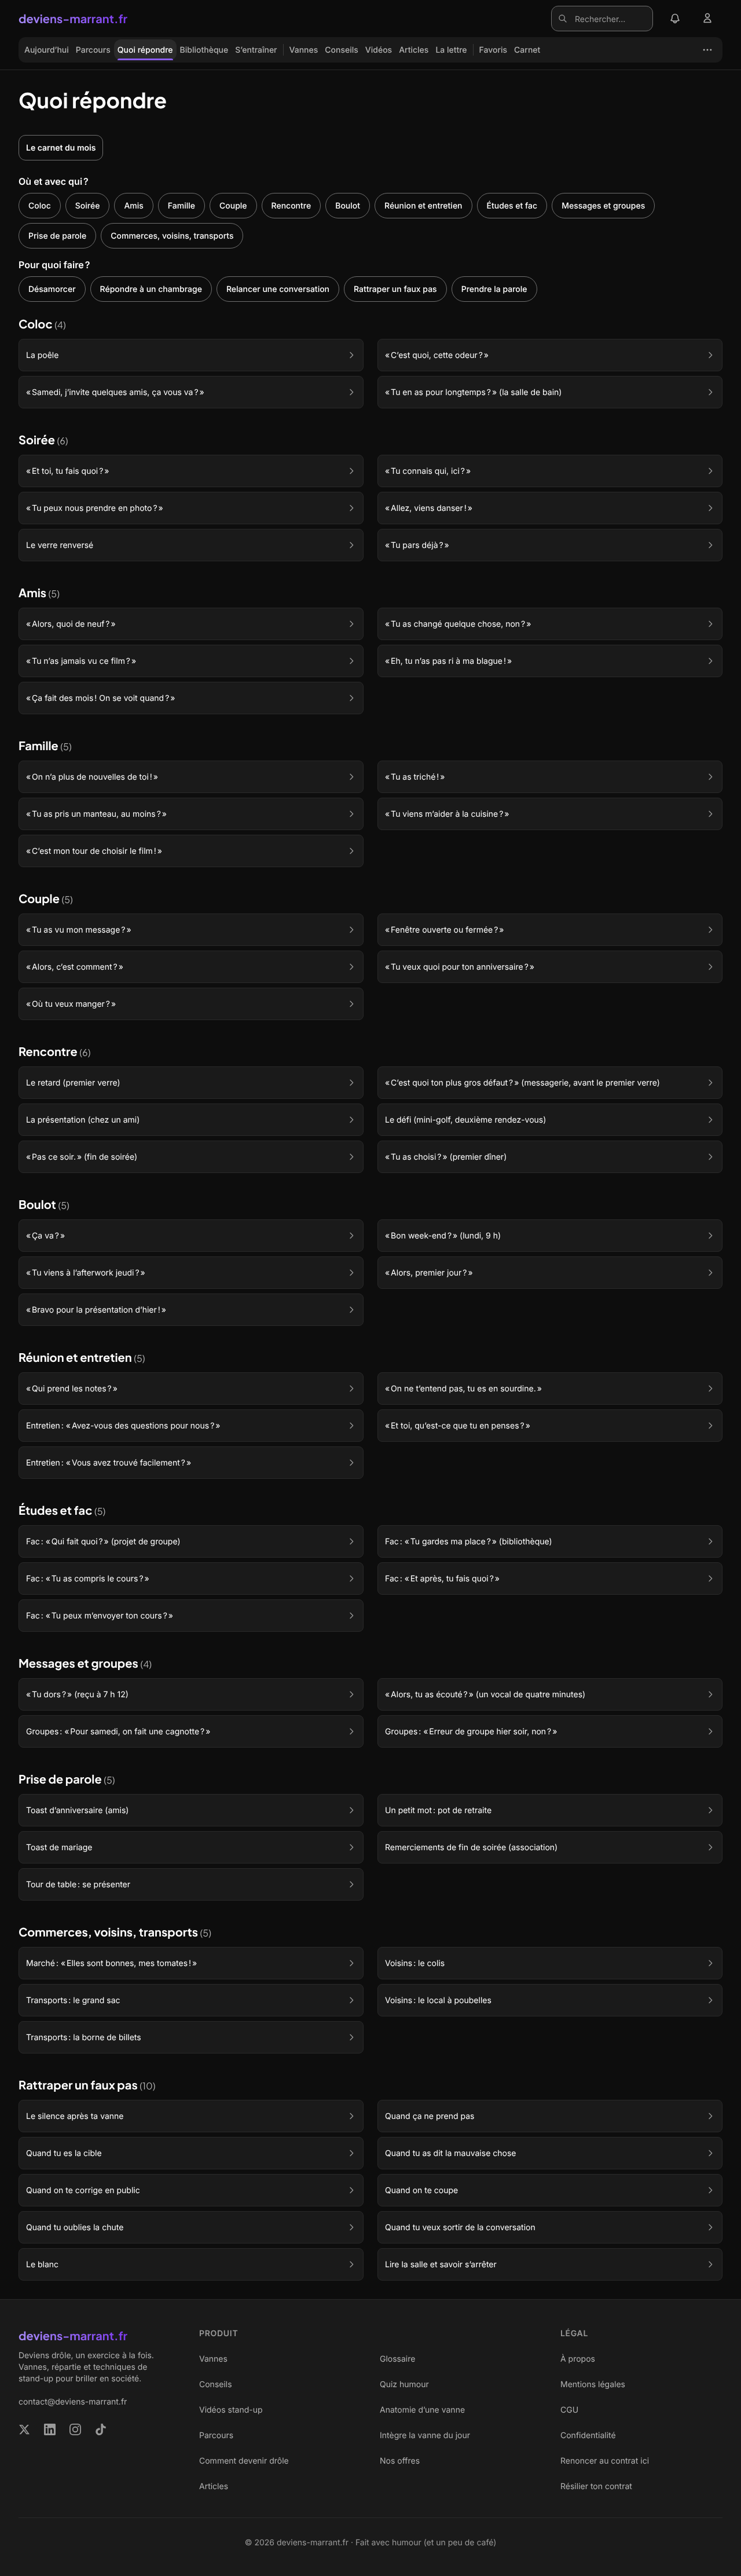 deviens-marrant.fr
Rechercher...
Aujourd'hui Parcours Quoi répondre Bibliothèque S'entraîner Vannes Conseils Vidéos Articles La lettre Favoris Carnet
Quoi répondre
Le carnet du mois
Où et avec qui ?
Coloc Soirée Amis Famille Couple Rencontre Boulot Réunion et entretien Études et fac Messages et groupes
Prise de parole Commerces, voisins, transports
Pour quoi faire ?
Désamorcer Répondre à un chambrage Relancer une conversation Rattraper un faux pas Prendre la parole
Coloc (4)
La poêle
« C'est quoi, cette odeur ? »
« Samedi, j'invite quelques amis, ça vous va ? »
« Tu en as pour longtemps ? » (la salle de bain)
Soirée (6)
« Et toi, tu fais quoi ? »
« Tu connais qui, ici ? »
« Tu peux nous prendre en photo ? »
« Allez, viens danser ! »
Le verre renversé
« Tu pars déjà ? »
Amis (5)
« Alors, quoi de neuf ? »
« Tu as changé quelque chose, non ? »
« Tu n'as jamais vu ce film ? »
« Eh, tu n'as pas ri à ma blague ! »
« Ça fait des mois ! On se voit quand ? »
Famille (5)
« On n'a plus de nouvelles de toi ! »
« Tu as triché ! »
« Tu as pris un manteau, au moins ? »
« Tu viens m'aider à la cuisine ? »
« C'est mon tour de choisir le film ! »
Couple (5)
« Tu as vu mon message ? »
« Fenêtre ouverte ou fermée ? »
« Alors, c'est comment ? »
« Tu veux quoi pour ton anniversaire ? »
« Où tu veux manger ? »
Rencontre (6)
Le retard (premier verre)
« C'est quoi ton plus gros défaut ? » (messagerie, avant le premier verre)
La présentation (chez un ami)
Le défi (mini-golf, deuxième rendez-vous)
« Pas ce soir. » (fin de soirée)
« Tu as choisi ? » (premier dîner)
Boulot (5)
« Ça va ? »
« Bon week-end ? » (lundi, 9 h)
« Tu viens à l'afterwork jeudi ? »
« Alors, premier jour ? »
« Bravo pour la présentation d'hier ! »
Réunion et entretien (5)
« Qui prend les notes ? »
« On ne t'entend pas, tu es en sourdine. »
Entretien : « Avez-vous des questions pour nous ? »
« Et toi, qu'est-ce que tu en penses ? »
Entretien : « Vous avez trouvé facilement ? »
Études et fac (5)
Fac : « Qui fait quoi ? » (projet de groupe)
Fac : « Tu gardes ma place ? » (bibliothèque)
Fac : « Tu as compris le cours ? »
Fac : « Et après, tu fais quoi ? »
Fac : « Tu peux m'envoyer ton cours ? »
Messages et groupes (4)
« Tu dors ? » (reçu à 7 h 12)
« Alors, tu as écouté ? » (un vocal de quatre minutes)
Groupes : « Pour samedi, on fait une cagnotte ? »
Groupes : « Erreur de groupe hier soir, non ? »
Prise de parole (5)
Toast d'anniversaire (amis)
Un petit mot : pot de retraite
Toast de mariage
Remerciements de fin de soirée (association)
Tour de table : se présenter
Commerces, voisins, transports (5)
Marché : « Elles sont bonnes, mes tomates ! »
Voisins : le colis
Transports : le grand sac
Voisins : le local à poubelles
Transports : la borne de billets
Rattraper un faux pas (10)
Le silence après ta vanne
Quand ça ne prend pas
Quand tu es la cible
Quand tu as dit la mauvaise chose
Quand on te corrige en public
Quand on te coupe
Quand tu oublies la chute
Quand tu veux sortir de la conversation
Le blanc
Lire la salle et savoir s'arrêter
deviens-marrant.fr
Deviens drôle, un exercice à la fois.
Vannes, répartie et techniques de
stand-up pour briller en société.
contact@deviens-marrant.fr
PRODUIT
Vannes
Conseils
Vidéos stand-up
Parcours
Comment devenir drôle
Articles
Glossaire
Quiz humour
Anatomie d'une vanne
Intègre la vanne du jour
Nos offres
LÉGAL
À propos
Mentions légales
CGU
Confidentialité
Renoncer au contrat ici
Résilier ton contrat
© 2026 deviens-marrant.fr · Fait avec humour (et un peu de café)